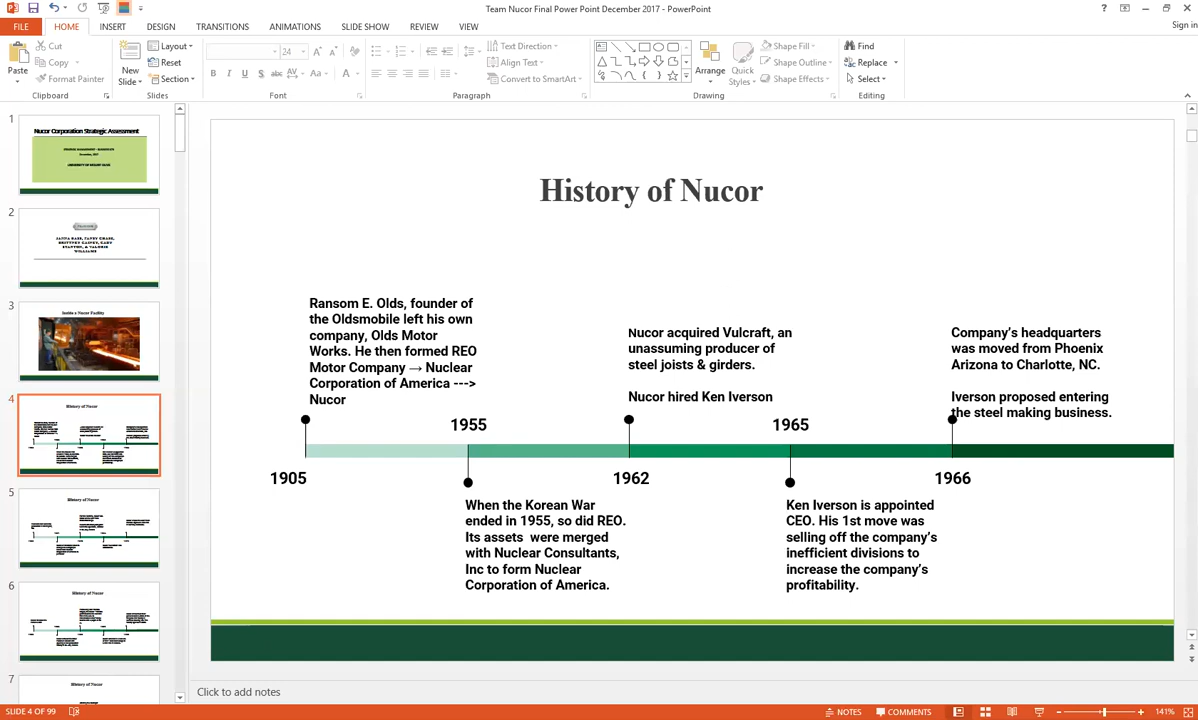 Team Nucor Final Power Point December 2017 - PowerPoint
FILE HOME INSERT DESIGN TRANSITIONS ANIMATIONS SLIDE SHOW REVIEW VIEW
Sign in
Paste
Cut
Copy
Format Painter
Clipboard
New
Slide
Layout
Reset
Section
Slides
24
Font
Text Direction
Align Text
Convert to SmartArt
Paragraph
Arrange
Quick
Styles
Shape Fill
Shape Outline
Shape Effects
Drawing
Find
Replace
Select
Editing
1
Nucor Corporation Strategic Assessment
2
3
Inside a Nucor Facility
4
History of Nucor
5
History of Nucor
6
History of Nucor
7
History of Nucor
History of Nucor
Ransom E. Olds, founder of
the Oldsmobile left his own
company, Olds Motor
Works. He then formed REO
Motor Company → Nuclear
Corporation of America --->
Nucor
1905
1955
When the Korean War
ended in 1955, so did REO.
Its assets  were merged
with Nuclear Consultants,
Inc to form Nuclear
Corporation of America.
Nucor acquired Vulcraft, an
unassuming producer of
steel joists & girders.
Nucor hired Ken Iverson
1962
1965
Ken Iverson is appointed
CEO. His 1st move was
selling off the company's
inefficient divisions to
increase the company's
profitability.
Company's headquarters
was moved from Phoenix
Arizona to Charlotte, NC.
Iverson proposed entering
the steel making business.
1966
Click to add notes
SLIDE 4 OF 99
NOTES
COMMENTS
141%